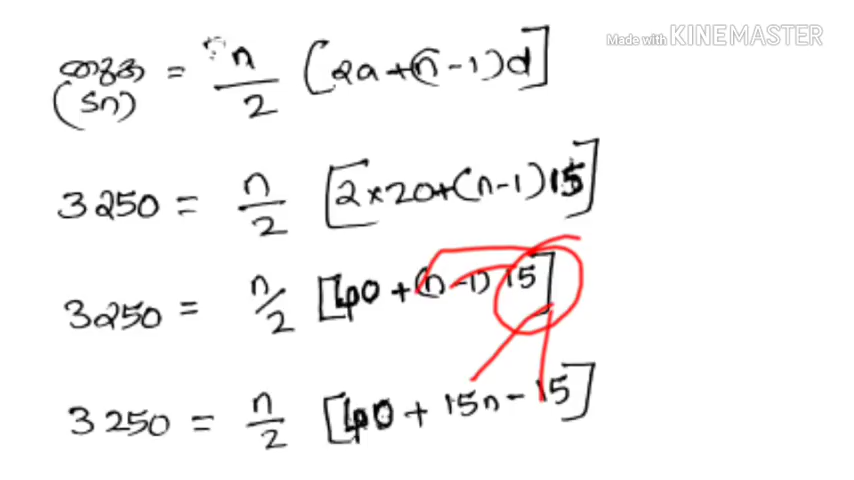 Made with KINEMASTER
തുക = n/2 [2a+(n-1)d]
(Sn)
3250 = n/2 [2×20+(n-1)15]
3250 = n/2 [40+(n-1)15]
3250 = n/2 [40+15n-15]